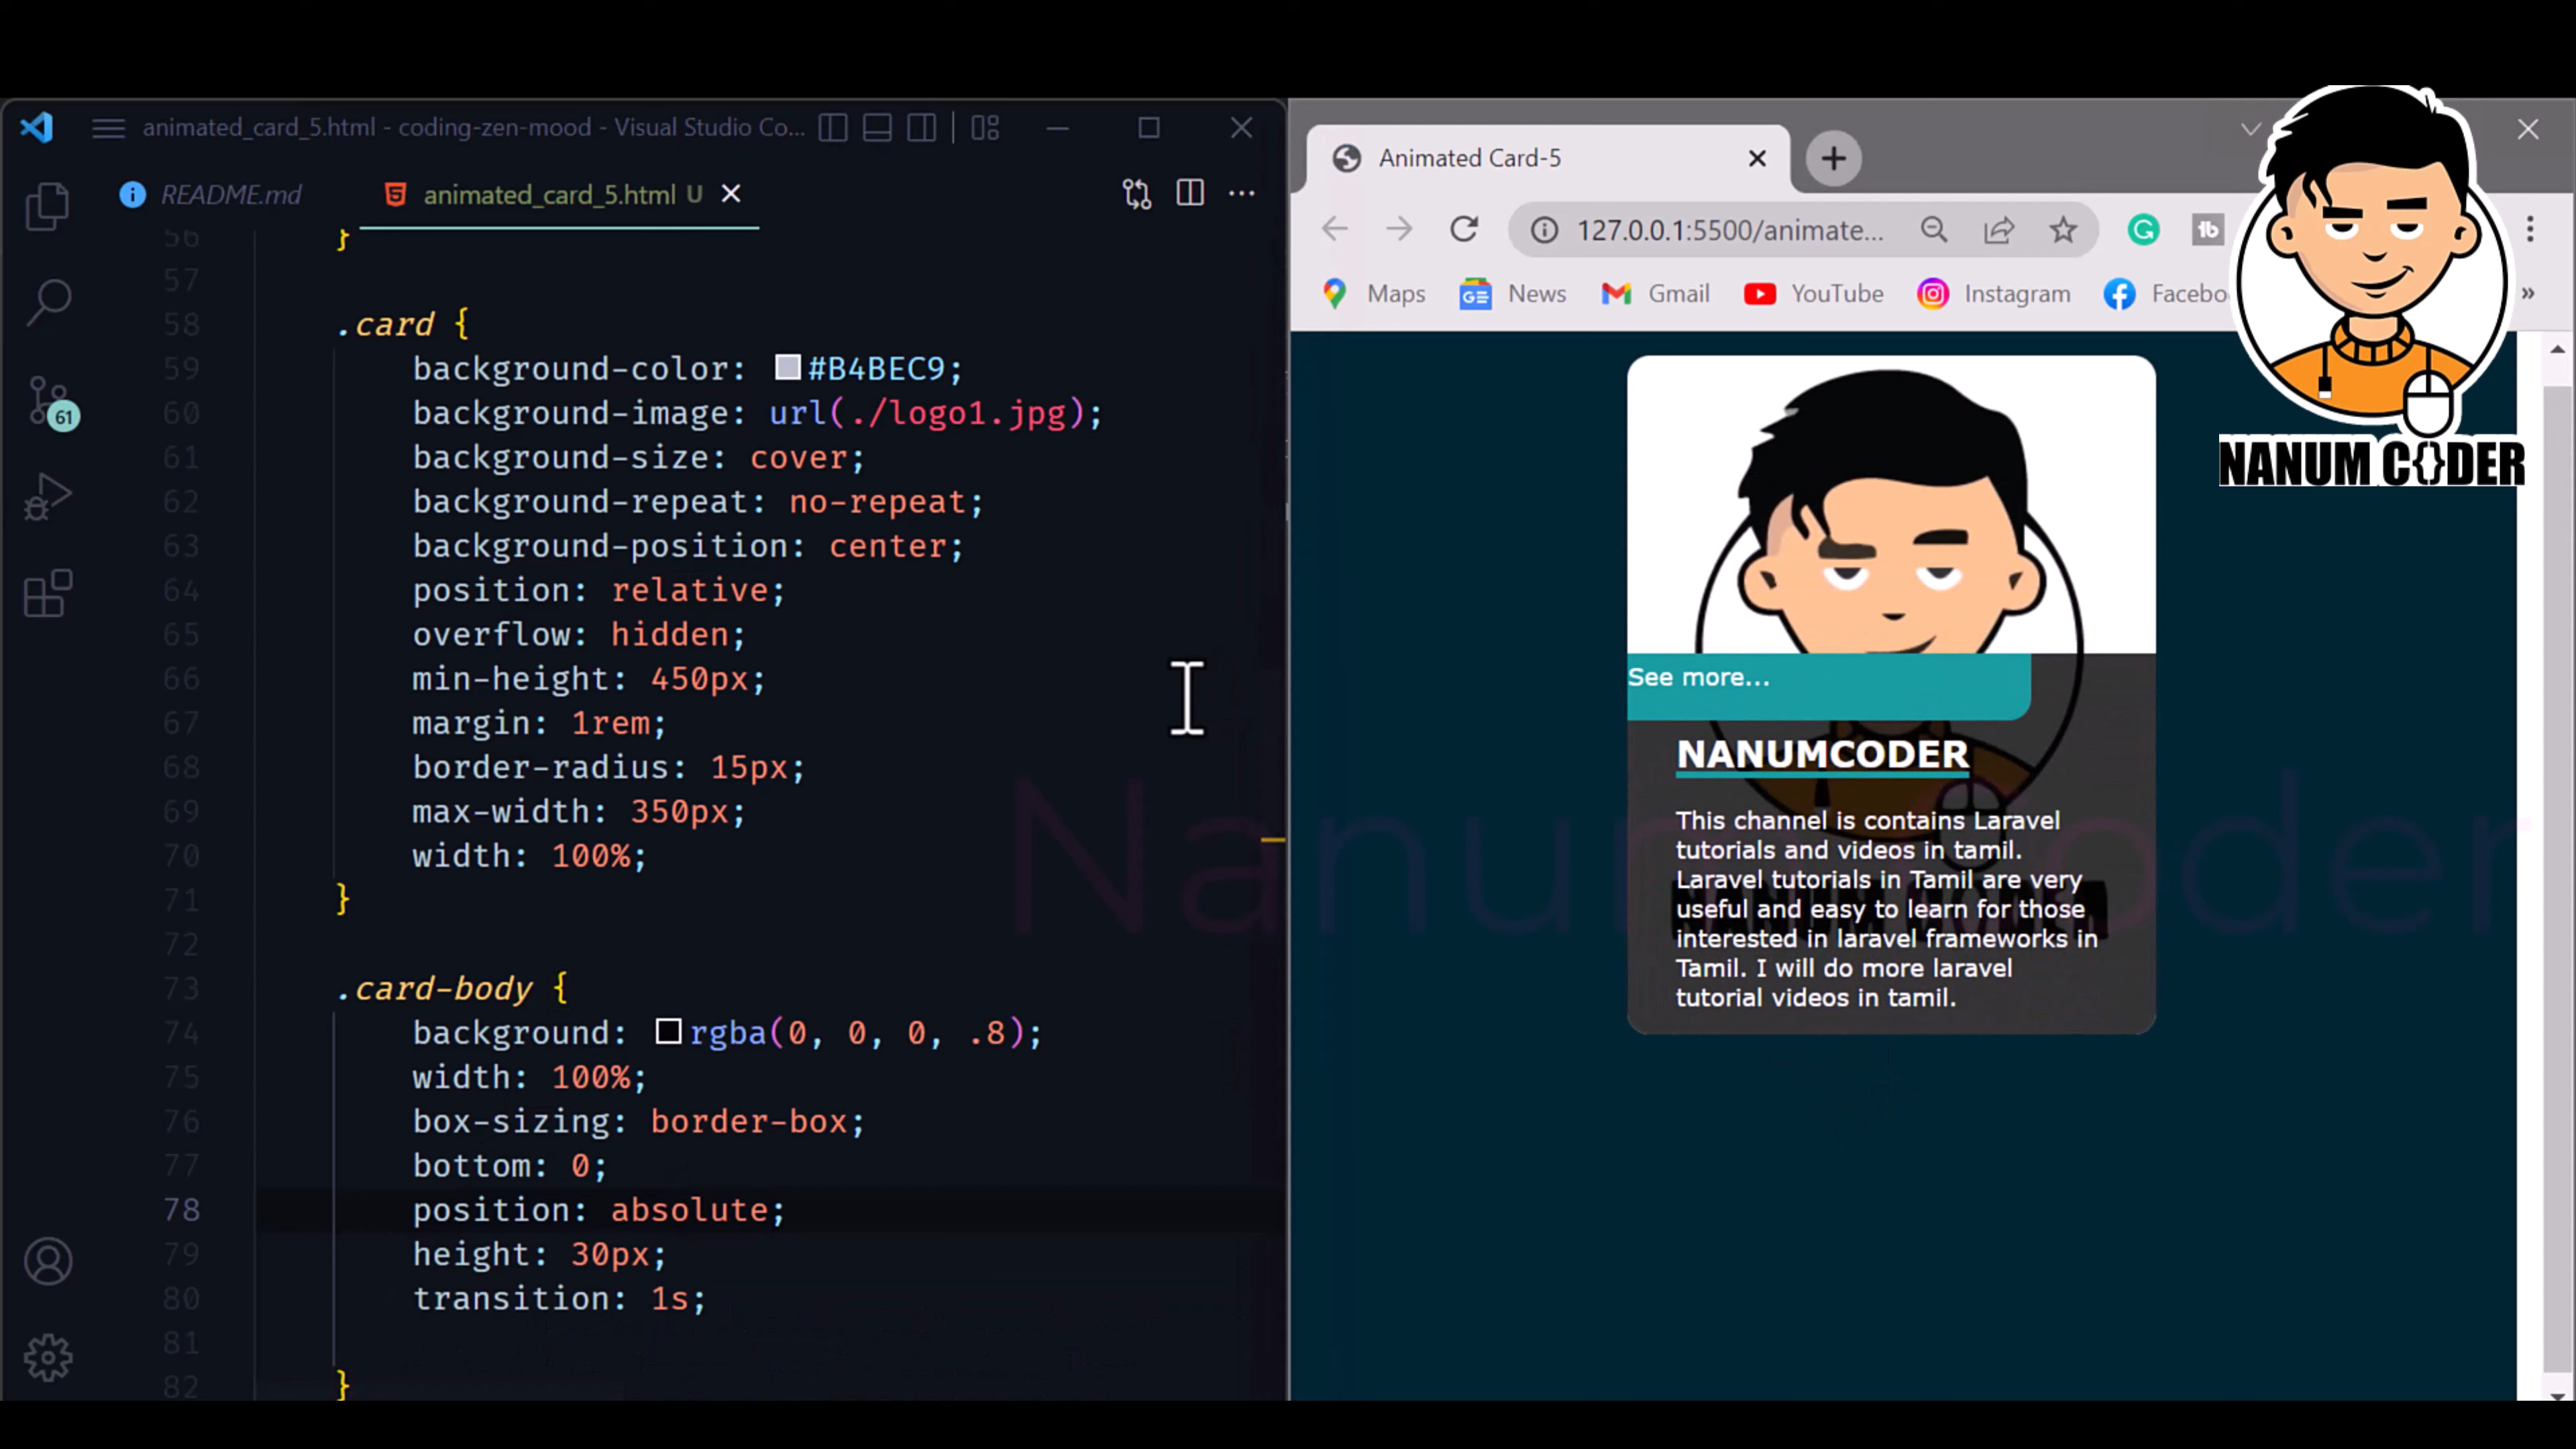 animated_card_5.html - coding-zen-mood - Visual Studio Co...
README.md
animated_card_5.html U
56 }
57
58 .card {
59 background-color: #B4BEC9;
60 background-image: url(./logo1.jpg);
61 background-size: cover;
62 background-repeat: no-repeat;
63 background-position: center;
64 position: relative;
65 overflow: hidden;
66 min-height: 450px;
67 margin: 1rem;
68 border-radius: 15px;
69 max-width: 350px;
70 width: 100%;
71 }
72
73 .card-body {
74 background: rgba(0, 0, 0, .8);
75 width: 100%;
76 box-sizing: border-box;
77 bottom: 0;
78 position: absolute;
79 height: 30px;
80 transition: 1s;
81
82 }
61
Animated Card-5
127.0.0.1:5500/animate...
Maps News Gmail YouTube Instagram Facebo
See more...
NANUMCODER
This channel is contains Laravel
tutorials and videos in tamil.
Laravel tutorials in Tamil are very
useful and easy to learn for those
interested in laravel frameworks in
Tamil. I will do more laravel
tutorial videos in tamil.
NANUM C{}DER